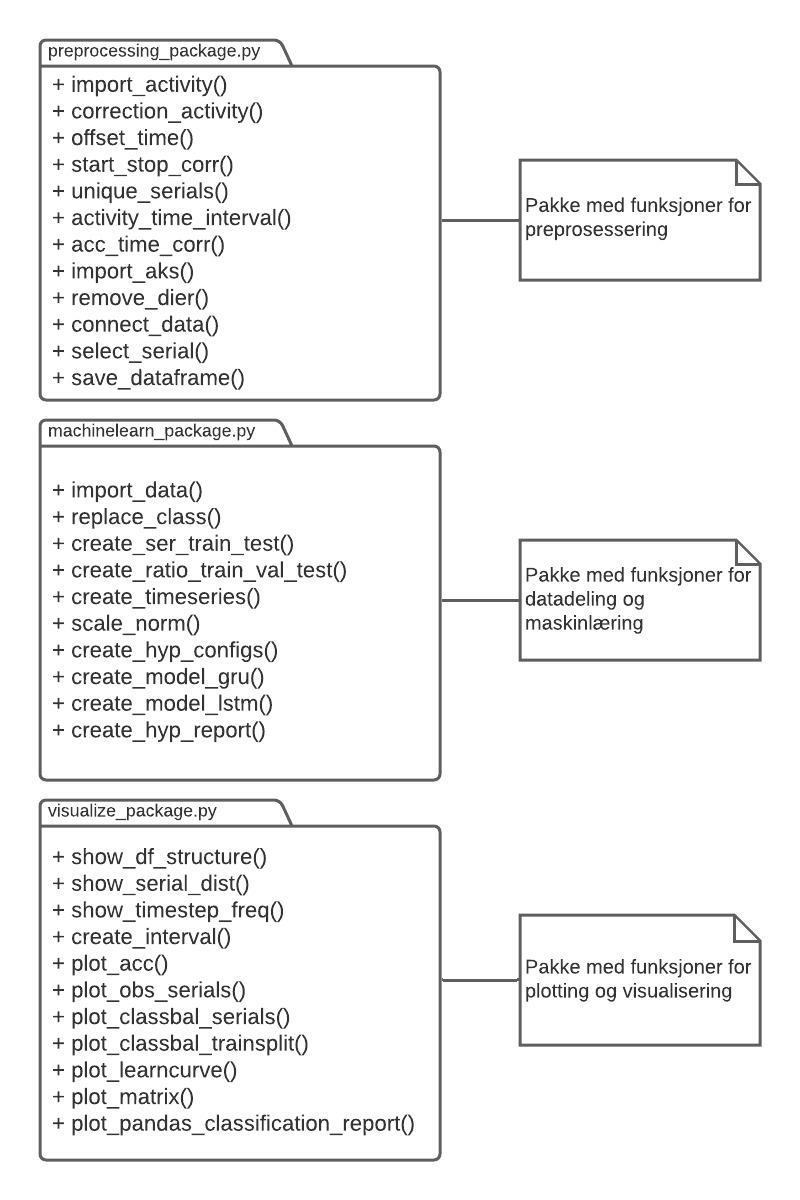 preprocessing_package.py
+ import_activity()
+ correction_activity()
+ offset_time()
+ start_stop_corr()
+ unique_serials()
+ activity_time_interval()
+ acc_time_corr()
+ import_aks()
+ remove_dier()
+ connect_data()
+ select_serial()
+ save_dataframe()
Pakke med funksjoner for
preprosessering
machinelearn_package.py
+ import_data()
+ replace_class()
+ create_ser_train_test()
+ create_ratio_train_val_test()
+ create_timeseries()
+ scale_norm()
+ create_hyp_configs()
+ create_model_gru()
+ create_model_lstm()
+ create_hyp_report()
Pakke med funksjoner for
datadeling og
maskinlæring
visualize_package.py
+ show_df_structure()
+ show_serial_dist()
+ show_timestep_freq()
+ create_interval()
+ plot_acc()
+ plot_obs_serials()
+ plot_classbal_serials()
+ plot_classbal_trainsplit()
+ plot_learncurve()
+ plot_matrix()
+ plot_pandas_classification_report()
Pakke med funksjoner for
plotting og visualisering